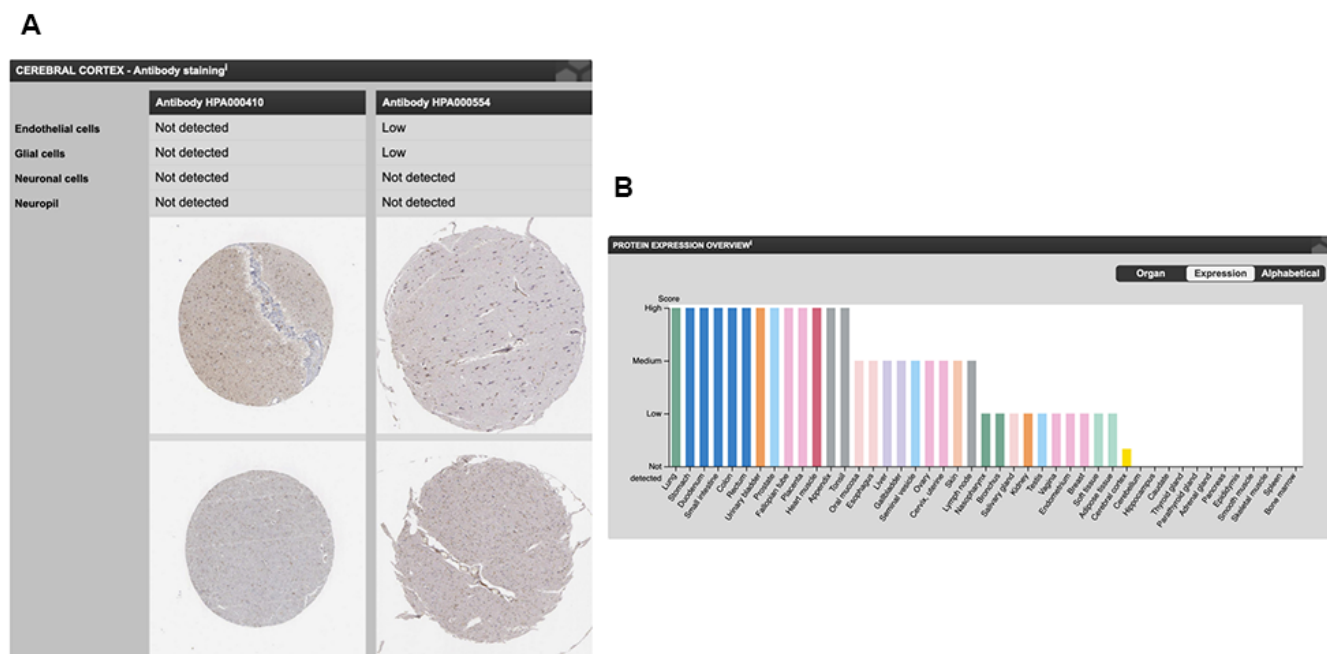 A
CEREBRAL CORTEX - Antibody stainingⁱ
Antibody HPA000410 Antibody HPA000554
Endothelial cells Not detected Low
Glial cells Not detected Low
Neuronal cells Not detected Not detected
Neuropil Not detected Not detected
B
PROTEIN EXPRESSION OVERVIEWⁱ
Organ Expression Alphabetical
Score
High
Medium
Low
Not
detected
Lung
Stomach
Duodenum
Small intestine
Colon
Rectum
Urinary bladder
Prostate
Fallopian tube
Placenta
Heart muscle
Appendix
Tonsil
Oral mucosa
Esophagus
Liver
Gallbladder
Seminal vesicle
Ovary
Cervix, uterine
Skin
Lymph node
Nasopharynx
Bronchus
Salivary gland
Kidney
Testis
Vagina
Endometrium
Breast
Soft tissue
Adipose tissue
Cerebral cortex
Cerebellum
Hippocampus
Caudate
Thyroid gland
Parathyroid gland
Adrenal gland
Pancreas
Epididymis
Smooth muscle
Skeletal muscle
Spleen
Bone marrow